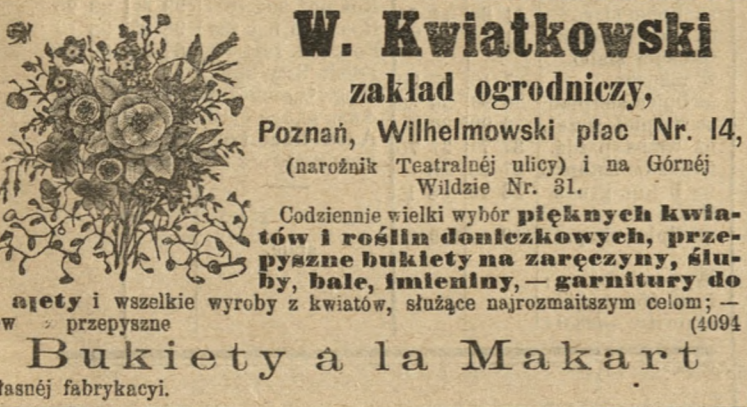 W. Kwiatkowski
zakład ogrodniczy,
Poznań, Wilhelmowski plac Nr. 14,
(narożnik Teatralnéj ulicy) i na Górnéj
Wildzie Nr. 31.
Codziennie wielki wybór pięknych kwia-
tów i roślin doniczkowych, prze-
pyszne bukiety na zaręczyny, ślu-
by, bale, imieniny, — garnitury do
i wszelkie wyroby z kwiatów, służące najrozmaitszym celom; —
w przepyszne (4094
Bukiety à la Makart
łasnéj fabrykacyi.